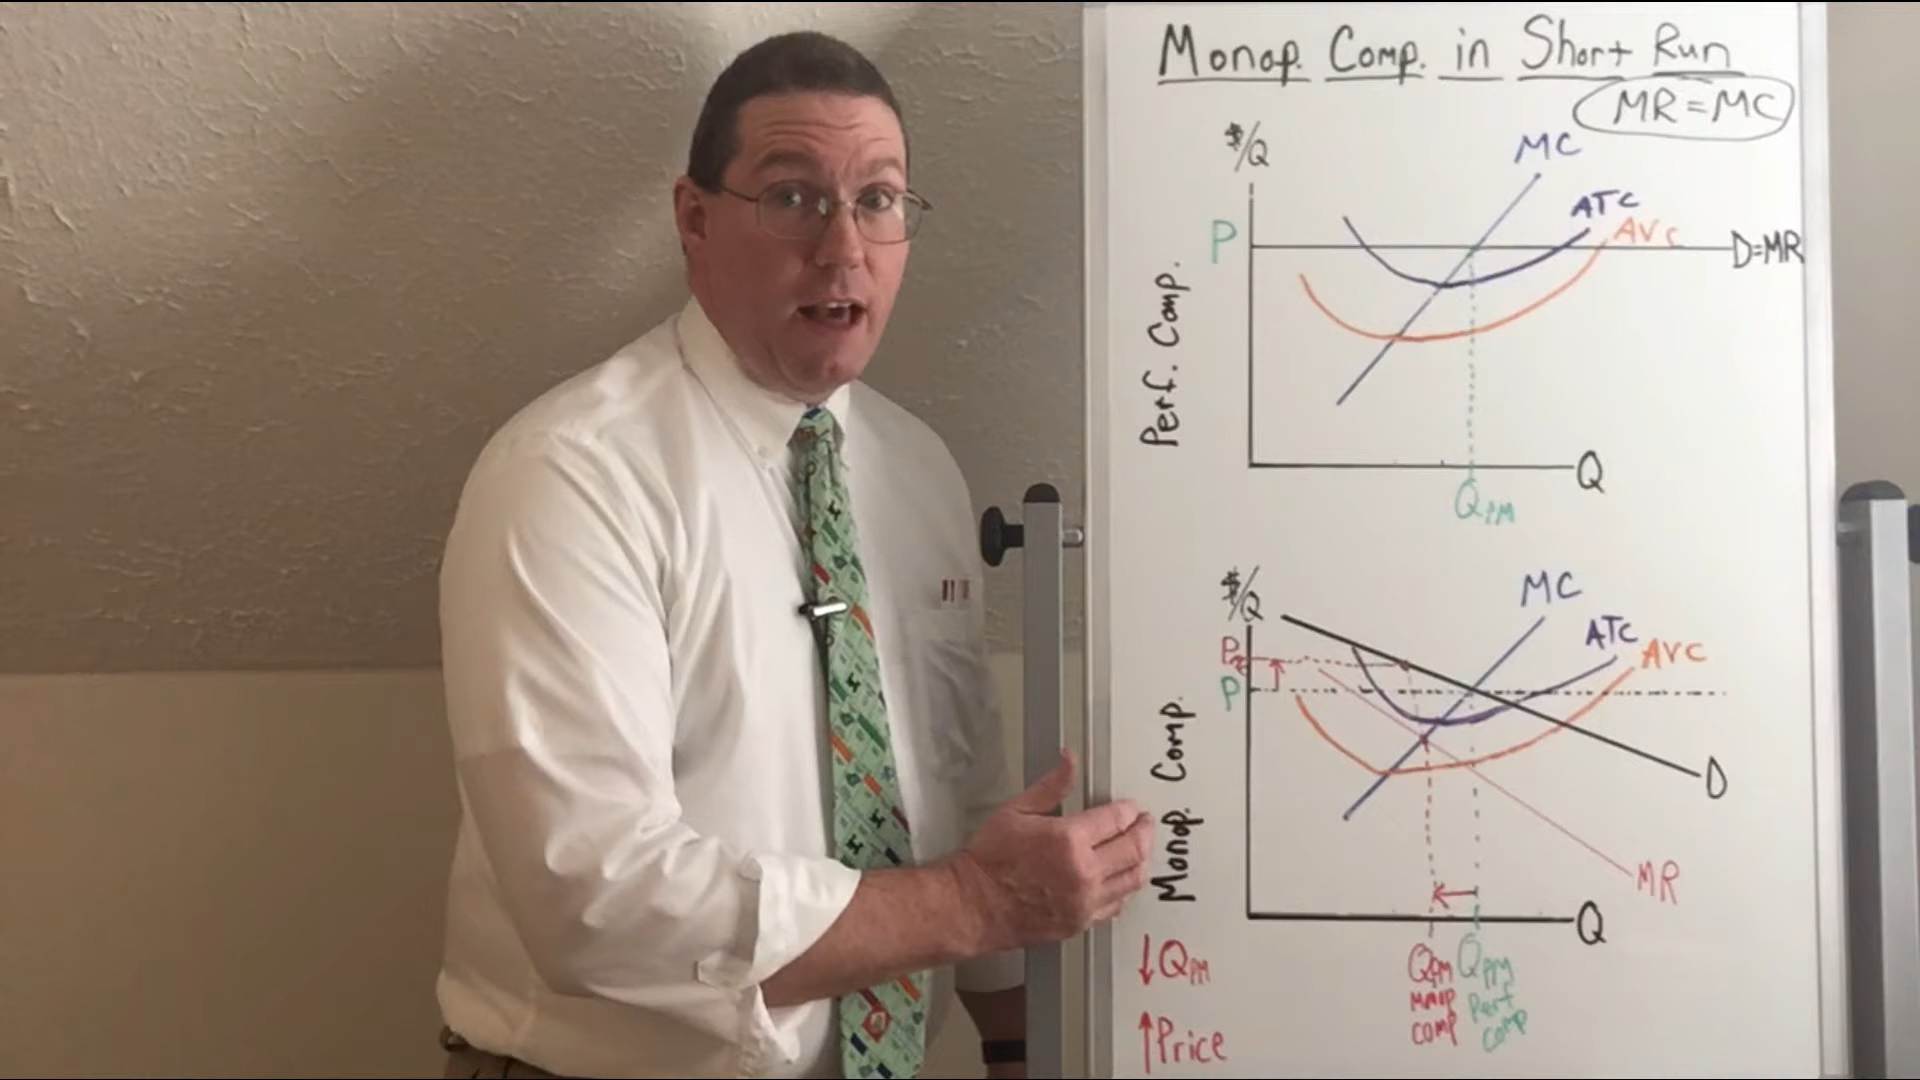 Monop. Comp. in Short Run
MR = MC
$/Q
MC
ATC
AVC
P
D=MR
Perf. Comp.
Q
QPM
$/Q
MC
ATC
AVC
P2
P
D
Monop. Comp.
MR
Q
↓QPM
↑Price
QPM
monop
comp
QPM
Perf
comp